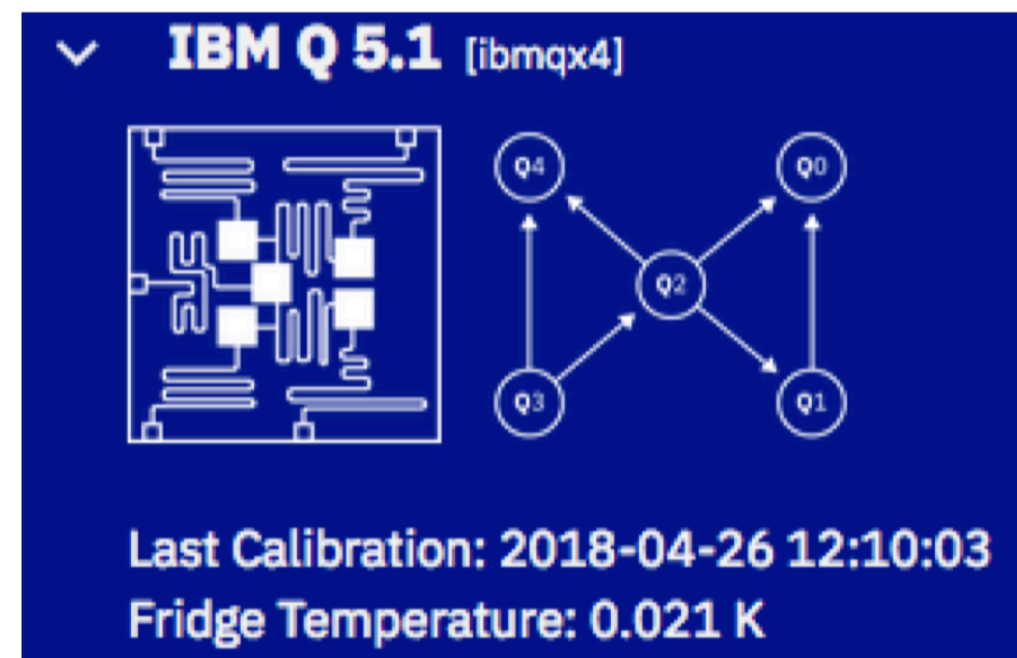 IBM Q 5.1 [ibmqx4]
Q4
Q0
Q2
Q3
Q1
Last Calibration: 2018-04-26 12:10:03
Fridge Temperature: 0.021 K